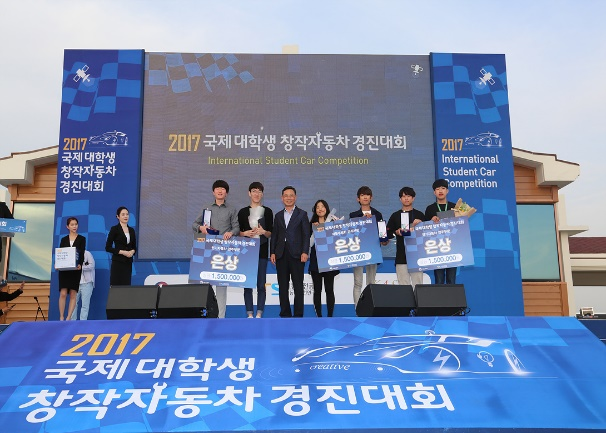 2017
국제 대학생
창작자동차
경진대회
2017 국제 대학생 창작자동차 경진대회
International Student Car Competition
2017
International
Student Car
Competition
은상
1,500,000
은상
1,500,000
은상
1,500,000
2017
국제 대학생
창작자동차 경진대회
creative